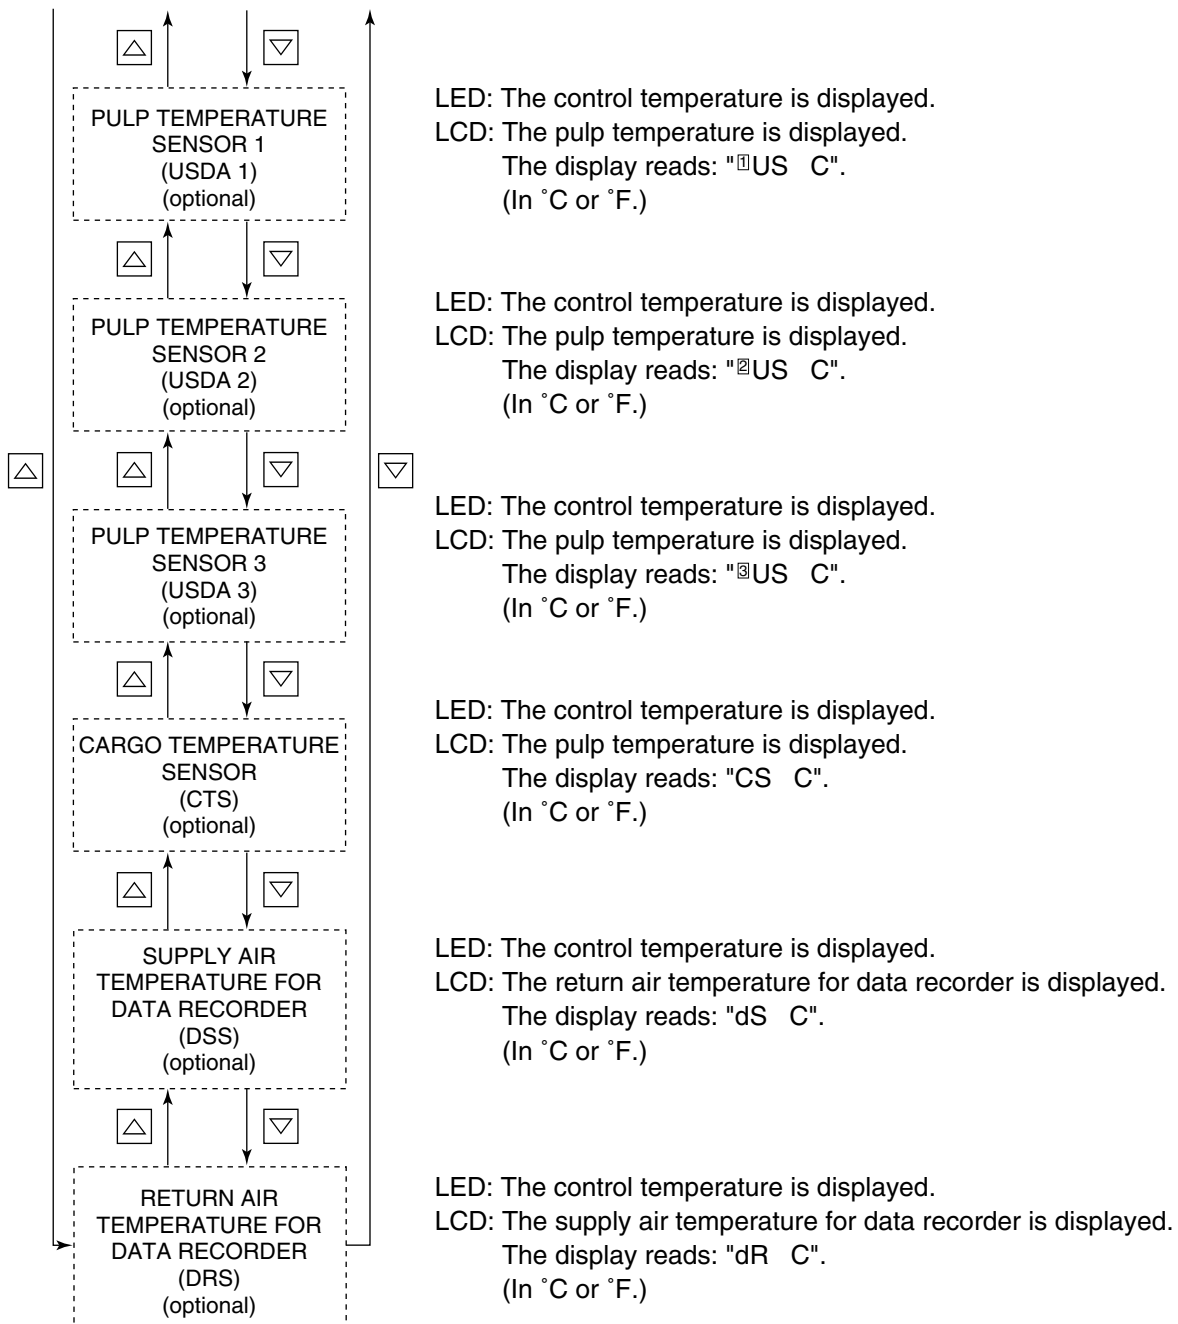 PULP TEMPERATURE
SENSOR 1
(USDA 1)
(optional)
LED: The control temperature is displayed.
LCD: The pulp temperature is displayed.
The display reads: "1US   C".
(In ˚C or ˚F.)
PULP TEMPERATURE
SENSOR 2
(USDA 2)
(optional)
LED: The control temperature is displayed.
LCD: The pulp temperature is displayed.
The display reads: "2US   C".
(In ˚C or ˚F.)
PULP TEMPERATURE
SENSOR 3
(USDA 3)
(optional)
LED: The control temperature is displayed.
LCD: The pulp temperature is displayed.
The display reads: "3US   C".
(In ˚C or ˚F.)
CARGO TEMPERATURE
SENSOR
(CTS)
(optional)
LED: The control temperature is displayed.
LCD: The pulp temperature is displayed.
The display reads: "CS   C".
(In ˚C or ˚F.)
SUPPLY AIR
TEMPERATURE FOR
DATA RECORDER
(DSS)
(optional)
LED: The control temperature is displayed.
LCD: The return air temperature for data recorder is displayed.
The display reads: "dS   C".
(In ˚C or ˚F.)
RETURN AIR
TEMPERATURE FOR
DATA RECORDER
(DRS)
(optional)
LED: The control temperature is displayed.
LCD: The supply air temperature for data recorder is displayed.
The display reads: "dR   C".
(In ˚C or ˚F.)